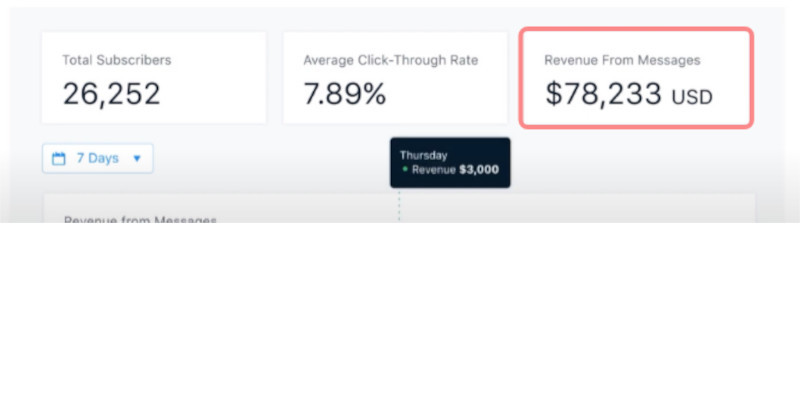 Total Subscribers
26,252
Average Click-Through Rate
7.89%
Revenue From Messages
$78,233 USD
7 Days
Thursday
Revenue $3,000
Revenue from Messages